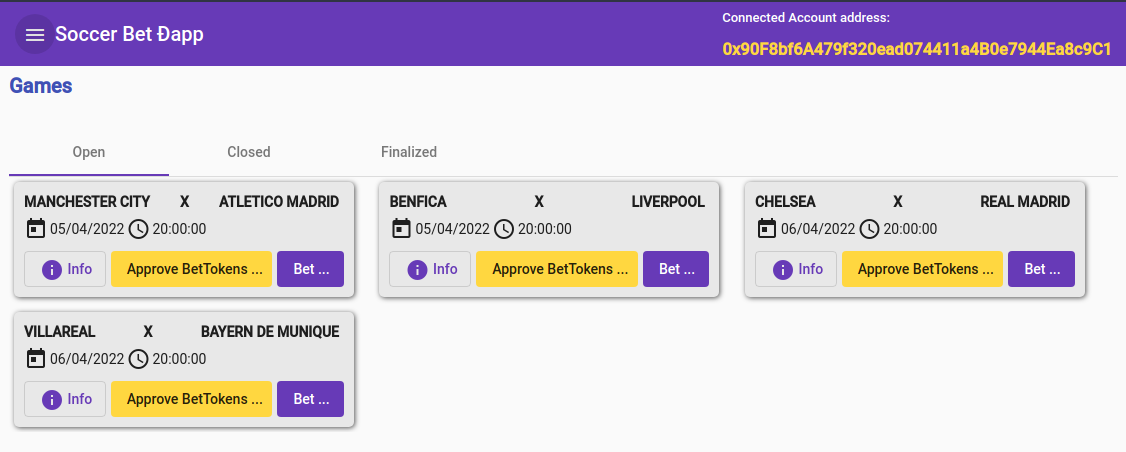 Soccer Bet Đapp
Connected Account address:
0x90F8bf6A479f320ead074411a4B0e7944Ea8c9C1
Games
Open Closed Finalized
MANCHESTER CITY X ATLETICO MADRID
05/04/2022 20:00:00
Info Approve BetTokens ... Bet ...
BENFICA X LIVERPOOL
05/04/2022 20:00:00
Info Approve BetTokens ... Bet ...
CHELSEA X REAL MADRID
06/04/2022 20:00:00
Info Approve BetTokens ... Bet ...
VILLAREAL X BAYERN DE MUNIQUE
06/04/2022 20:00:00
Info Approve BetTokens ... Bet ...